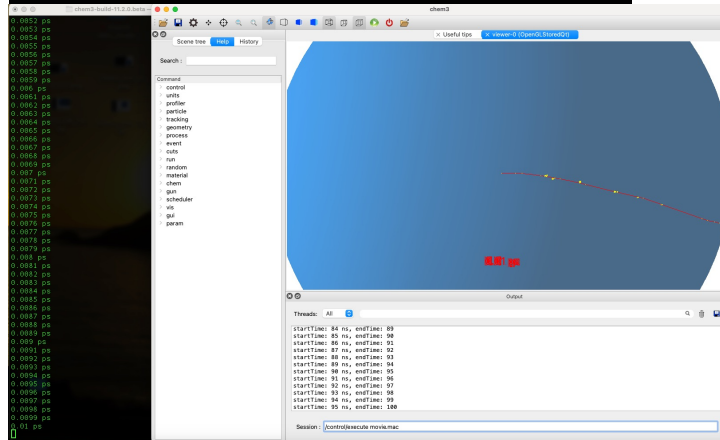 chem3-build-11.2.0.beta
0.0052 ps
0.0053 ps
0.0054 ps
0.0055 ps
0.0056 ps
0.0057 ps
0.0058 ps
0.0059 ps
0.006 ps
0.0061 ps
0.0062 ps
0.0063 ps
0.0064 ps
0.0065 ps
0.0066 ps
0.0067 ps
0.0068 ps
0.0069 ps
0.007 ps
0.0071 ps
0.0072 ps
0.0073 ps
0.0074 ps
0.0075 ps
0.0076 ps
0.0077 ps
0.0078 ps
0.0079 ps
0.008 ps
0.0081 ps
0.0082 ps
0.0083 ps
0.0084 ps
0.0085 ps
0.0086 ps
0.0087 ps
0.0088 ps
0.0089 ps
0.009 ps
0.0091 ps
0.0092 ps
0.0093 ps
0.0094 ps
0.0095 ps
0.0096 ps
0.0097 ps
0.0098 ps
0.0099 ps
0.01 ps
chem3
Scene tree Help History
Search :
Command
control
units
profiler
particle
tracking
geometry
process
event
cuts
run
random
material
chem
gun
scheduler
vis
gui
param
Useful tips
viewer-0 (OpenGLStoredQt)
Output
Threads: All
startTime: 84 ns, endTime: 89
startTime: 85 ns, endTime: 90
startTime: 86 ns, endTime: 91
startTime: 87 ns, endTime: 92
startTime: 88 ns, endTime: 93
startTime: 89 ns, endTime: 94
startTime: 90 ns, endTime: 95
startTime: 91 ns, endTime: 96
startTime: 92 ns, endTime: 97
startTime: 93 ns, endTime: 98
startTime: 94 ns, endTime: 99
startTime: 95 ns, endTime: 100
Session : /control/execute movie.mac